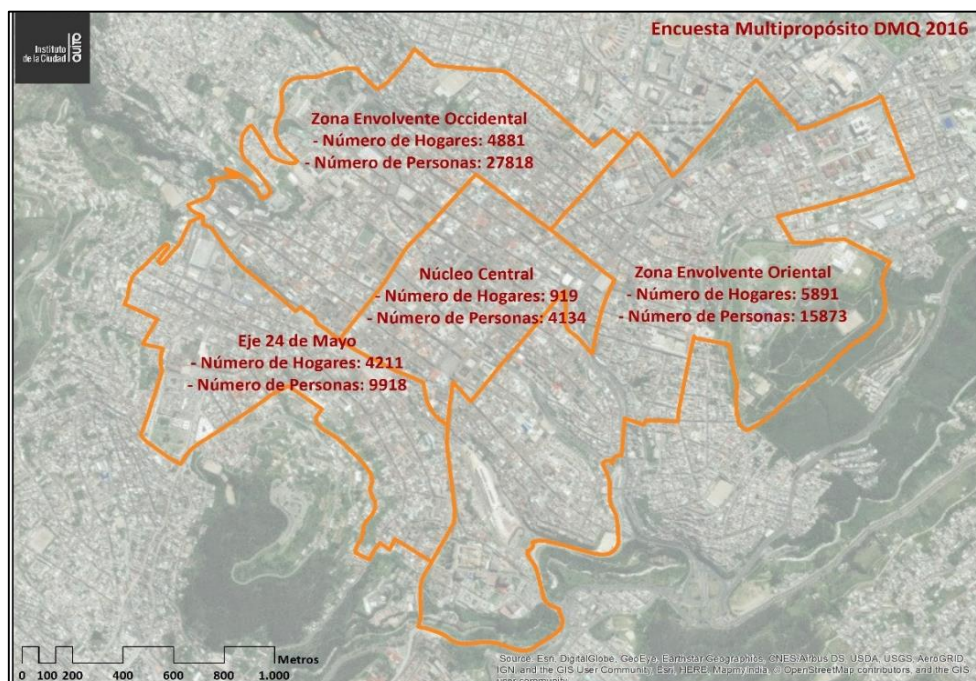 Instituto
de la Ciudad
QUITO
Encuesta Multipropósito DMQ 2016
Zona Envolvente Occidental
- Número de Hogares: 4881
- Número de Personas: 27818
Núcleo Central
- Número de Hogares: 919
- Número de Personas: 4134
Zona Envolvente Oriental
- Número de Hogares: 5891
- Número de Personas: 15873
Eje 24 de Mayo
- Número de Hogares: 4211
- Número de Personas: 9918
Metros
0 100 200 400 600 800 1.000
Source: Esri, DigitalGlobe, GeoEye, Earthstar Geographics, CNES/Airbus DS, USDA, USGS, AeroGRID,
IGN, and the GIS User Community, Esri, HERE, MapmyIndia, © OpenStreetMap contributors, and the GIS
user community